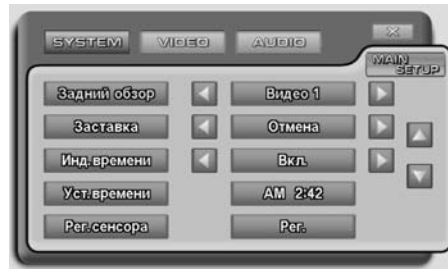 SYSTEM VIDEO AUDIO X
MAIN SETUP
Задний обзор Видео 1
Заставка Отмена
Инд.времени Вкл.
Уст.времени AM 2:42
Рег.сенсора Рег.